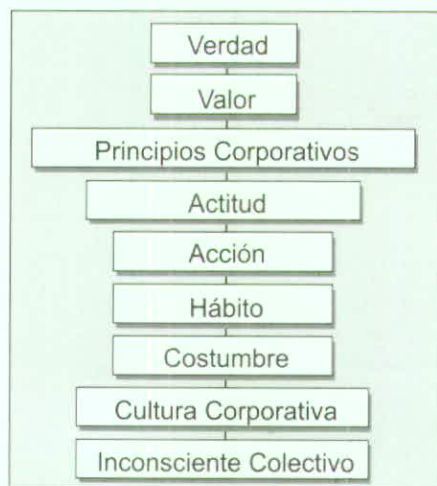 Verdad
Valor
Principios Corporativos
Actitud
Acción
Hábito
Costumbre
Cultura Corporativa
Inconsciente Colectivo